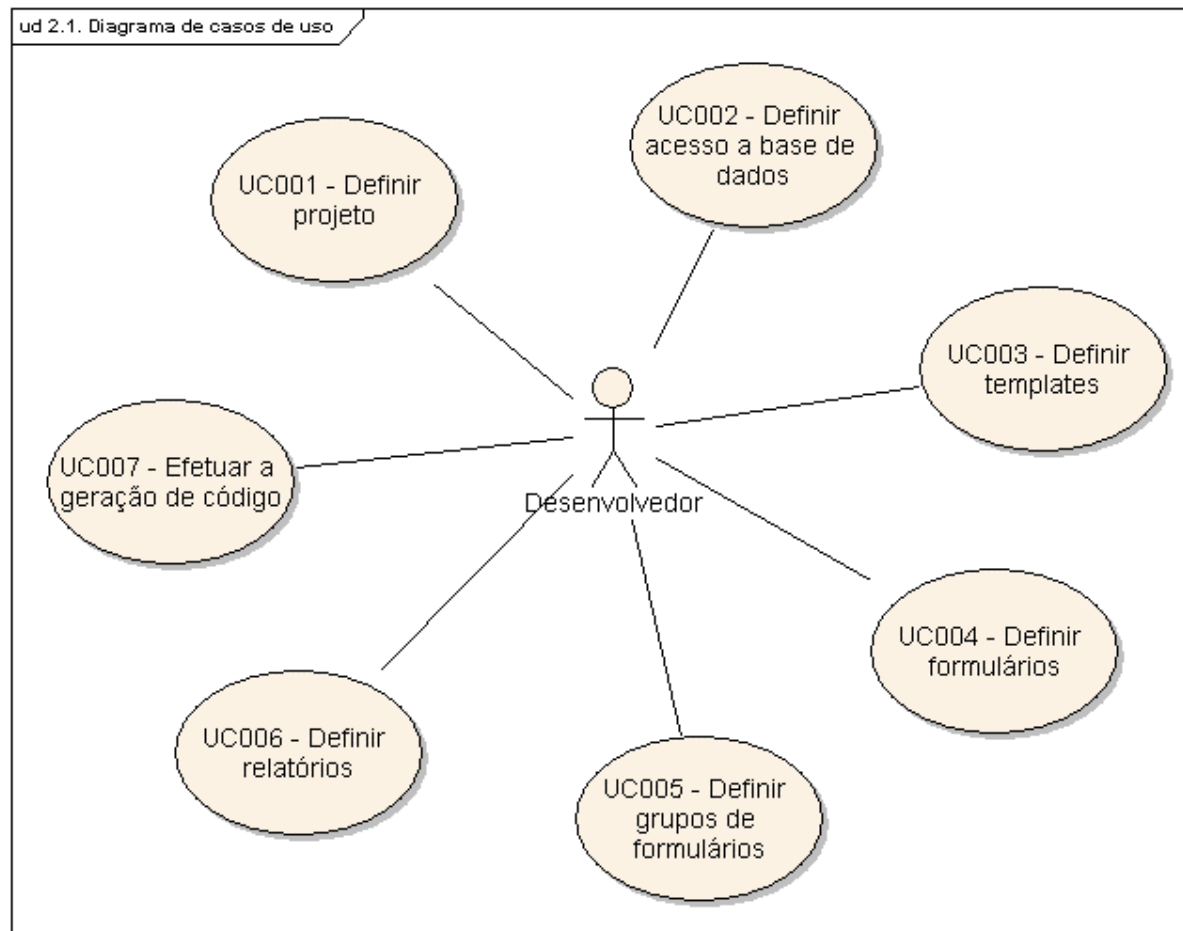 ud 2.1. Diagrama de casos de uso
UC001 - Definir
projeto
UC002 - Definir
acesso a base de
dados
UC003 - Definir
templates
UC007 - Efetuar a
geração de código
Desenvolvedor
UC004 - Definir
formulários
UC006 - Definir
relatórios
UC005 - Definir
grupos de
formulários